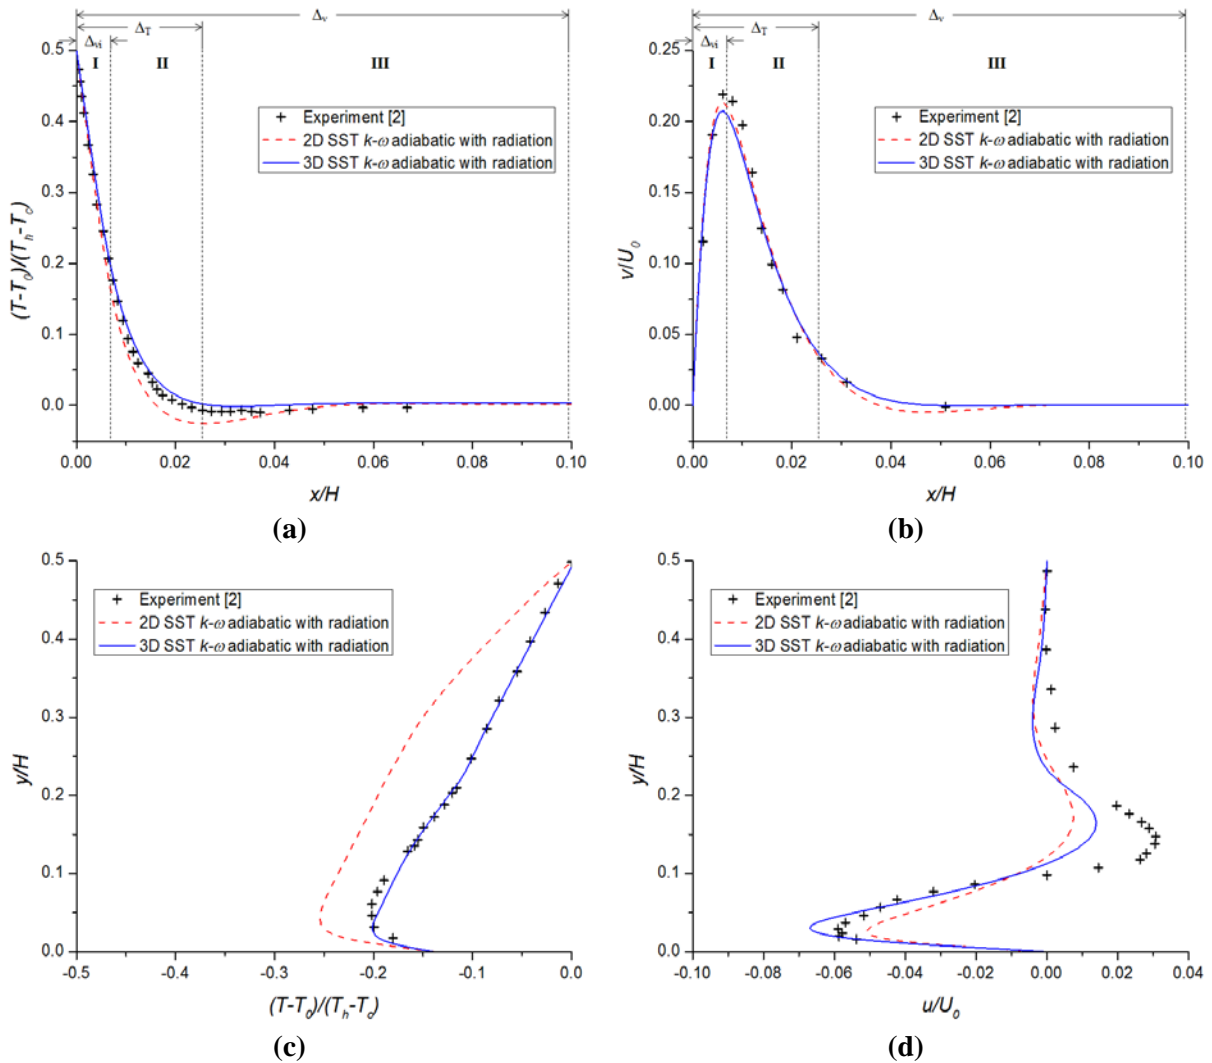 Δv
Δv
ΔT
ΔT
Δvi
Δvi
I
II
III
I
II
III
Experiment [2]
2D SST k-ω adiabatic with radiation
3D SST k-ω adiabatic with radiation
Experiment [2]
2D SST k-ω adiabatic with radiation
3D SST k-ω adiabatic with radiation
0.5
0.4
0.3
0.2
0.1
0.0
(T-T0)/(Th-Tc)
0.00
0.02
0.04
0.06
0.08
0.10
x/H
(a)
0.25
0.20
0.15
0.10
0.05
0.00
v/U0
0.00
0.02
0.04
0.06
0.08
0.10
x/H
(b)
Experiment [2]
2D SST k-ω adiabatic with radiation
3D SST k-ω adiabatic with radiation
0.5
0.4
0.3
0.2
0.1
0.0
y/H
-0.5
-0.4
-0.3
-0.2
-0.1
0.0
(T-T0)/(Th-Tc)
(c)
Experiment [2]
2D SST k-ω adiabatic with radiation
3D SST k-ω adiabatic with radiation
0.5
0.4
0.3
0.2
0.1
0.0
y/H
-0.10
-0.08
-0.06
-0.04
-0.02
0.00
0.02
0.04
u/U0
(d)